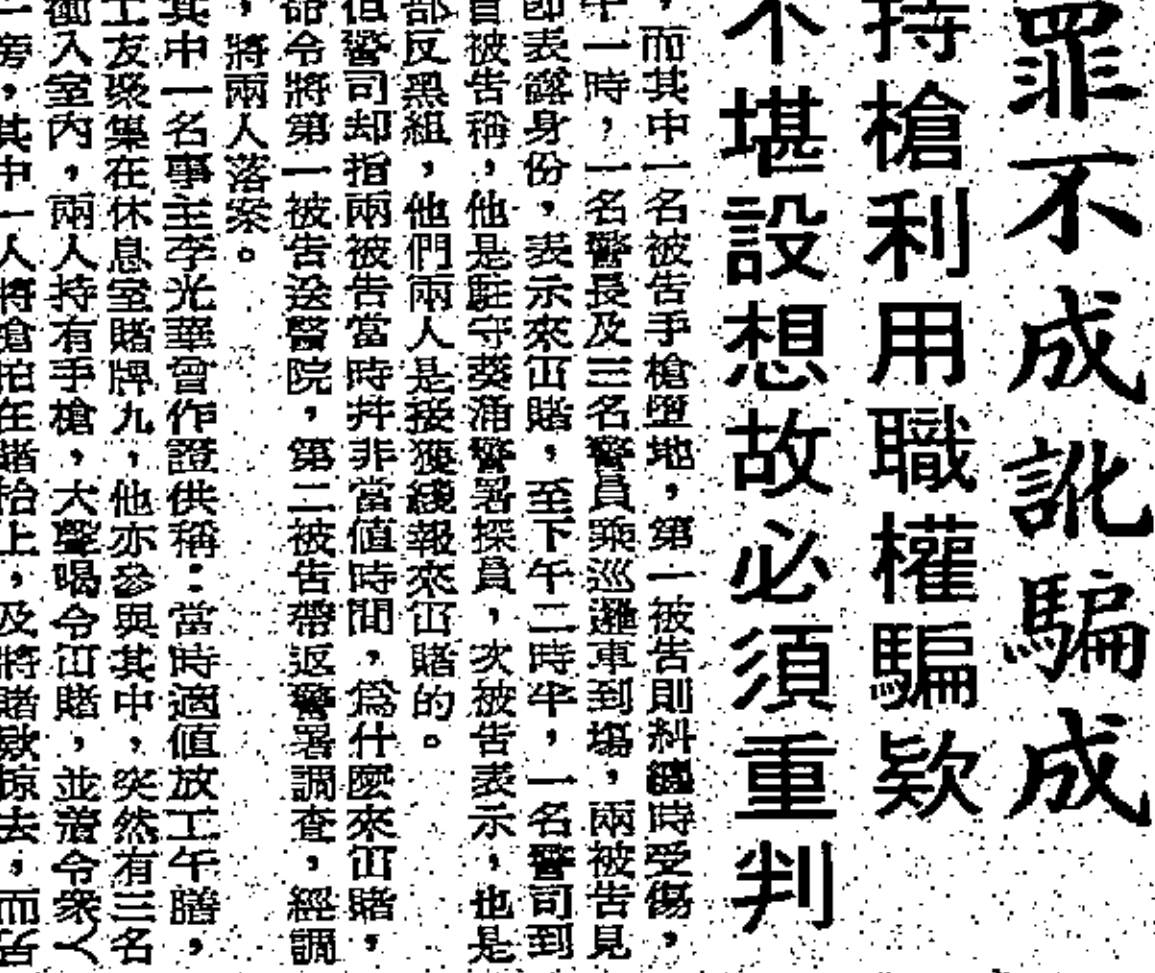 罪不成訛騙成
持槍利用職權騙欵
不堪設想故必須重判
，而其中一名被告手槍墮地，第一被告則糾纏時受傷，
午一時，一名警長及三名警員乘巡邏車到場，兩被告見
即表露身份，表示來冚賭，至下午二時半，一名警司到
首被告稱，他是駐守葵涌警署探員，次被告表示，也是
部反黑組，他們兩人是接獲綫報來冚賭的。
但警司却指兩被告當時幷非當值時間，爲什麽來冚賭，
命令將第一被告送醫院，第二被告帶返警署調查，經調
，將兩人落案。
其中一名事主李光華曾作證供稱：當時適值放工午膳，
工友聚集在休息室賭牌九，他亦參與其中，突然有三名
衝入室內，兩人持有手槍，大聲喝令冚賭，並着令衆人
一旁，其中一人將槍拍在賭枱上，及將賭欵掠去，而